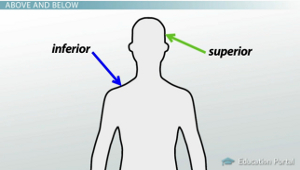 ABOVE AND BELOW
inferior
superior
Education Portal